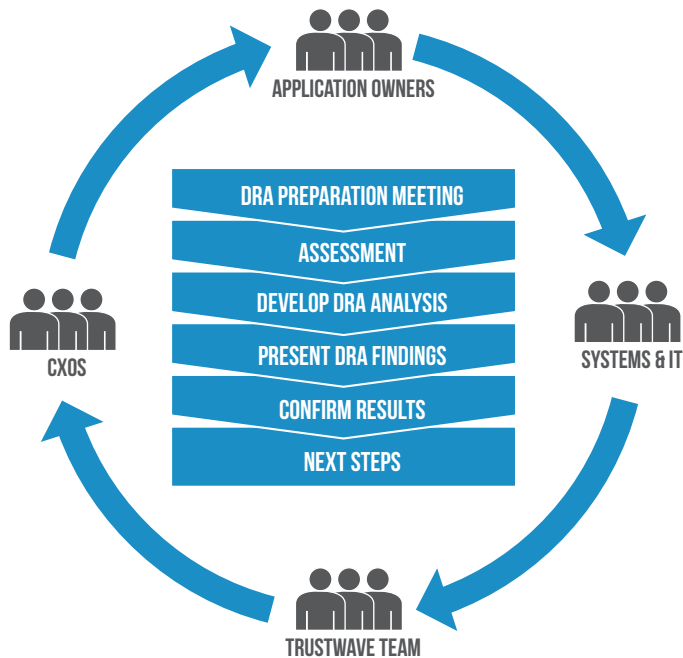 APPLICATION OWNERS
DRA PREPARATION MEETING
ASSESSMENT
DEVELOP DRA ANALYSIS
PRESENT DRA FINDINGS
CONFIRM RESULTS
NEXT STEPS
CXOS
SYSTEMS & IT
TRUSTWAVE TEAM